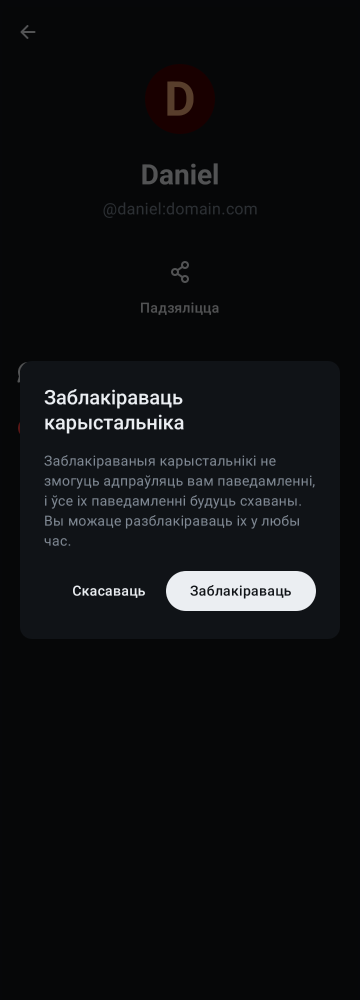 D
Daniel
@daniel:domain.com
Падзяліцца
Заблакіраваць
карыстальніка
Заблакіраваныя карыстальнікі не
змогуць адпраўляць вам паведамленні,
і ўсе іх паведамленні будуць схаваны.
Вы можаце разблакіраваць іх у любы
час.
Скасаваць
Заблакіраваць